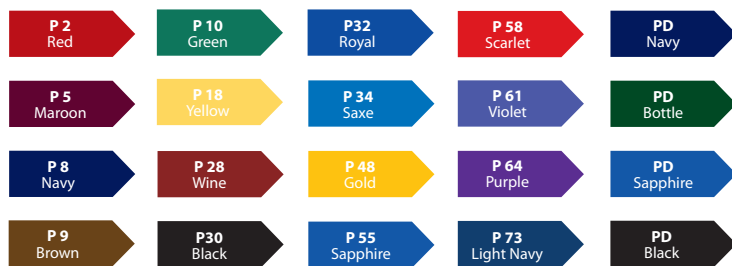 P 2
Red
P 10
Green
P32
Royal
P 58
Scarlet
PD
Navy
P 5
Maroon
P 18
Yellow
P 34
Saxe
P 61
Violet
PD
Bottle
P 8
Navy
P 28
Wine
P 48
Gold
P 64
Purple
PD
Sapphire
P 9
Brown
P30
Black
P 55
Sapphire
P 73
Light Navy
PD
Black